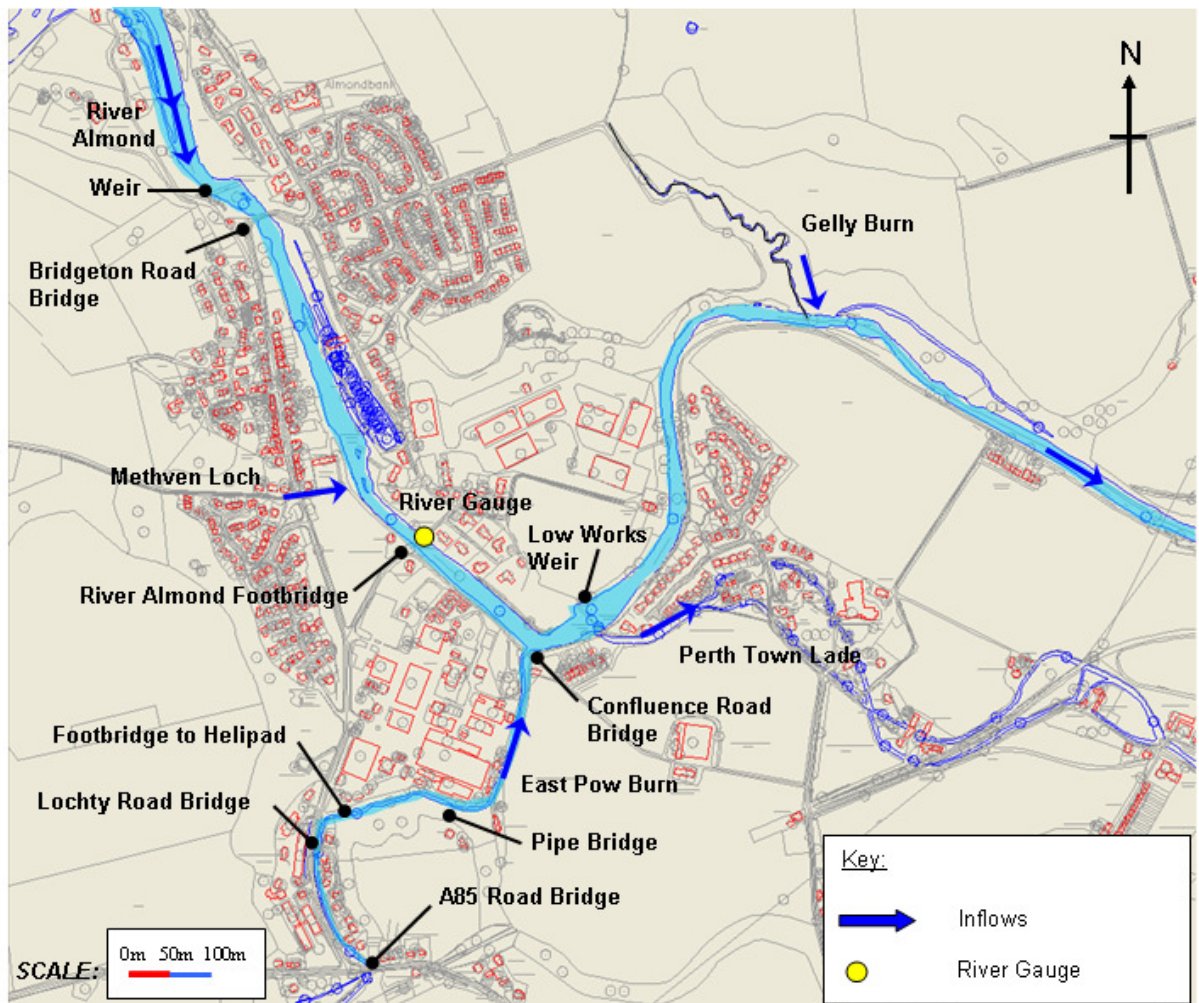 Almondbank
N
River
Almond
Weir
Gelly Burn
Bridgeton Road
Bridge
Methven Loch
River Gauge
Low Works
Weir
River Almond Footbridge
Perth Town Lade
Confluence Road
Bridge
Footbridge to Helipad
East Pow Burn
Lochty Road Bridge
Pipe Bridge
A85 Road Bridge
Key:
Inflows
River Gauge
SCALE:
0m 50m 100m